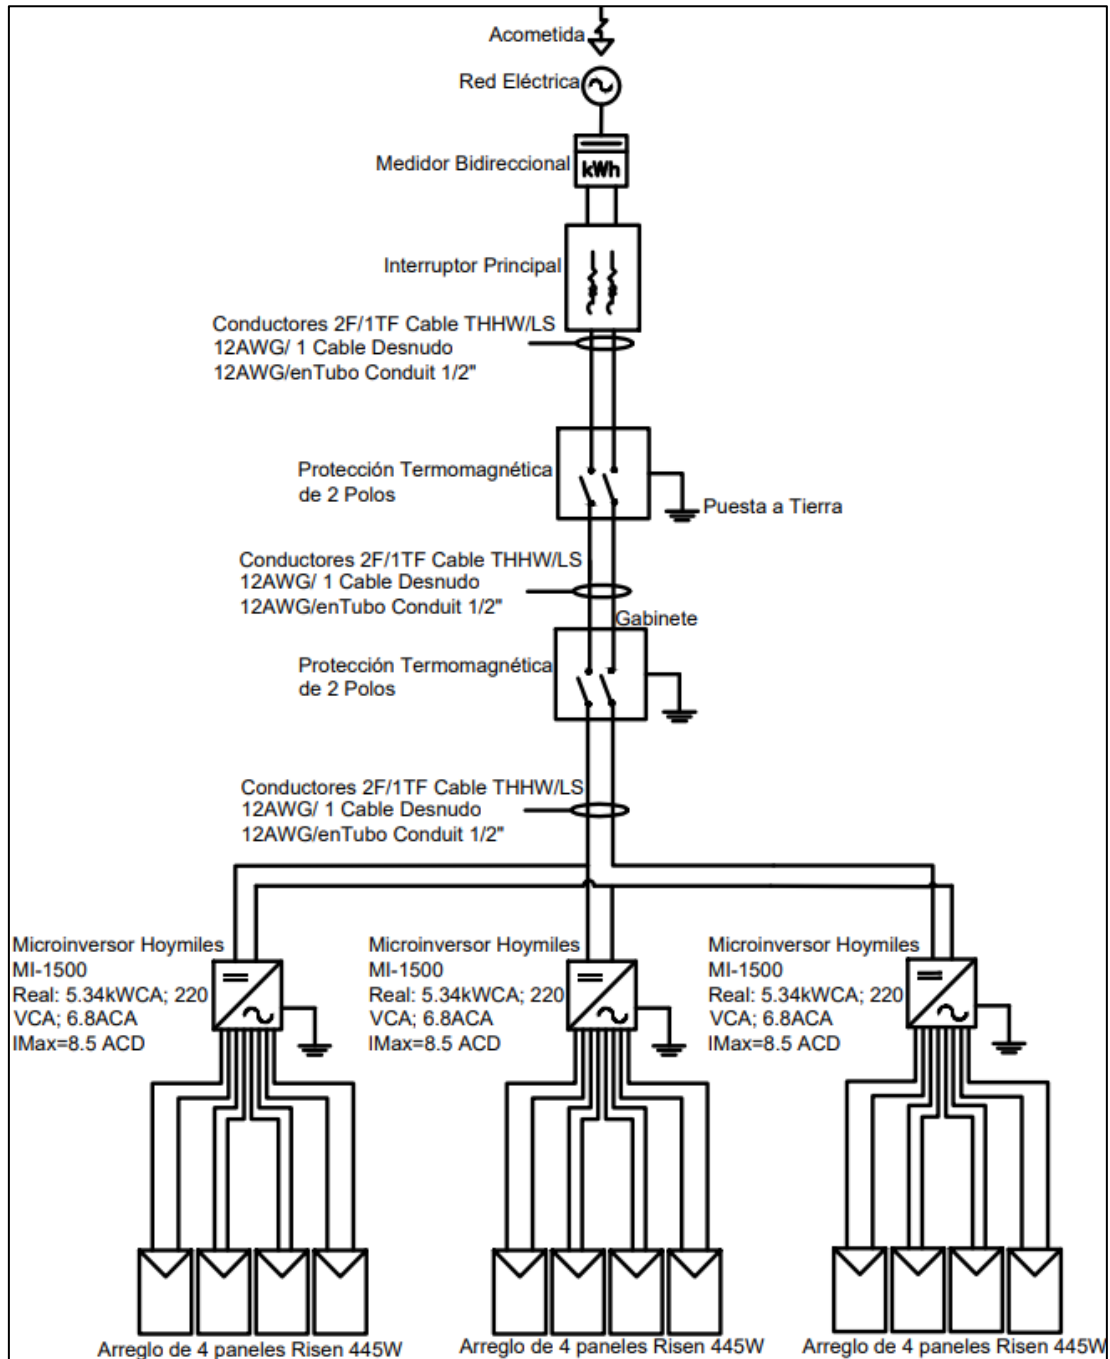 Acometida
Red Eléctrica
Medidor Bidireccional
kWh
Interruptor Principal
Conductores 2F/1TF Cable THHW/LS
12AWG/ 1 Cable Desnudo
12AWG/enTubo Conduit 1/2"
Protección Termomagnética
de 2 Polos
Puesta a Tierra
Conductores 2F/1TF Cable THHW/LS
12AWG/ 1 Cable Desnudo
12AWG/enTubo Conduit 1/2"
Gabinete
Protección Termomagnética
de 2 Polos
Conductores 2F/1TF Cable THHW/LS
12AWG/ 1 Cable Desnudo
12AWG/enTubo Conduit 1/2"
Microinversor Hoymiles
MI-1500
Real: 5.34kWCA; 220
VCA; 6.8ACA
IMax=8.5 ACD
Microinversor Hoymiles
MI-1500
Real: 5.34kWCA; 220
VCA; 6.8ACA
IMax=8.5 ACD
Microinversor Hoymiles
MI-1500
Real: 5.34kWCA; 220
VCA; 6.8ACA
IMax=8.5 ACD
Arreglo de 4 paneles Risen 445W
Arreglo de 4 paneles Risen 445W
Arreglo de 4 paneles Risen 445W